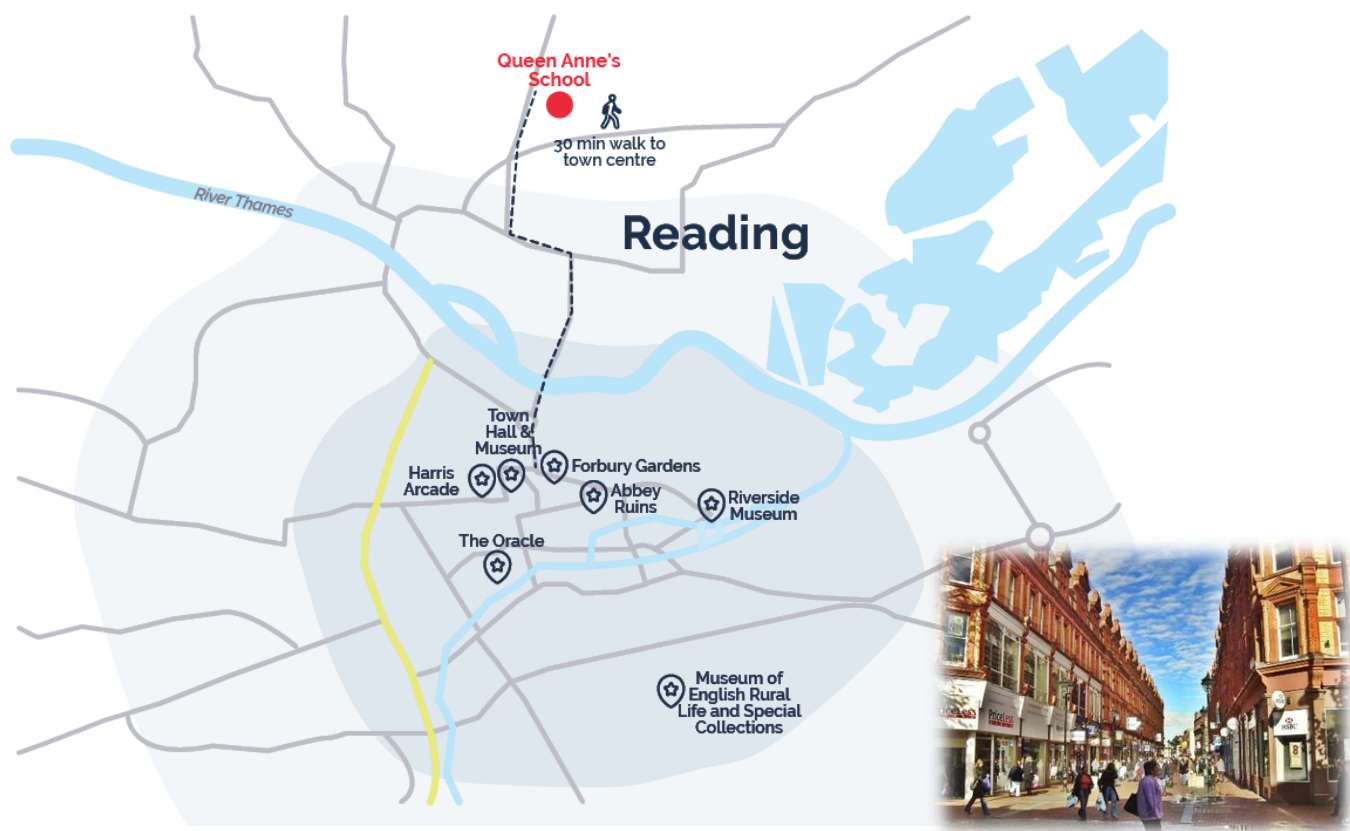 Queen Anne's
School
30 min walk to
town centre
River Thames
Reading
Town
Hall &
Museum
Harris
Arcade
Forbury Gardens
Abbey
Ruins
Riverside
Museum
The Oracle
Museum of
English Rural
Life and Special
Collections
HSBC